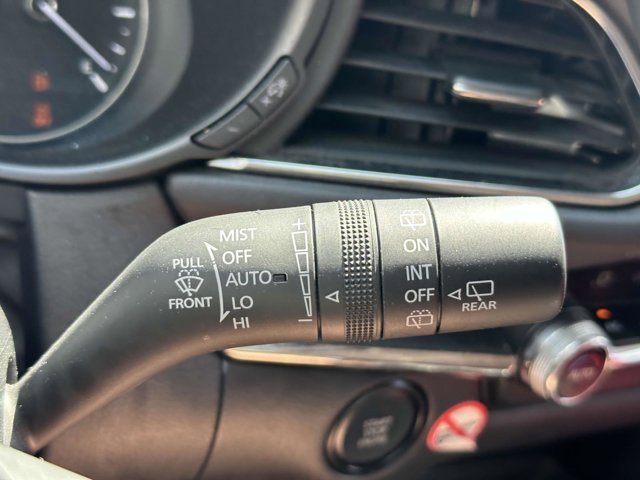 MIST
OFF
AUTO
LO
HI
PULL
FRONT
ON
INT
OFF
REAR